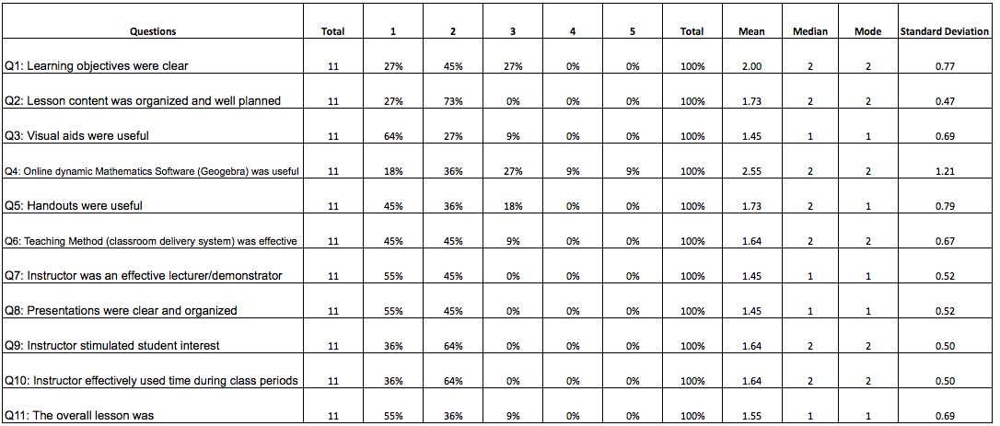 Questions Total 1 2 3 4 5 Total Mean Median Mode Standard Deviation
Q1: Learning objectives were clear 11 27% 45% 27% 0% 0% 100% 2.00 2 2 0.77
Q2: Lesson content was organized and well planned 11 27% 73% 0% 0% 0% 100% 1.73 2 2 0.47
Q3: Visual aids were useful 11 64% 27% 9% 0% 0% 100% 1.45 1 1 0.69
Q4: Online dynamic Mathematics Software (Geogebra) was useful 11 18% 36% 27% 9% 9% 100% 2.55 2 2 1.21
Q5: Handouts were useful 11 45% 36% 18% 0% 0% 100% 1.73 2 1 0.79
Q6: Teaching Method (classroom delivery system) was effective 11 45% 45% 9% 0% 0% 100% 1.64 2 2 0.67
Q7: Instructor was an effective lecturer/demonstrator 11 55% 45% 0% 0% 0% 100% 1.45 1 1 0.52
Q8: Presentations were clear and organized 11 55% 45% 0% 0% 0% 100% 1.45 1 1 0.52
Q9: Instructor stimulated student interest 11 36% 64% 0% 0% 0% 100% 1.64 2 2 0.50
Q10: Instructor effectively used time during class periods 11 36% 64% 0% 0% 0% 100% 1.64 2 2 0.50
Q11: The overall lesson was 11 55% 36% 9% 0% 0% 100% 1.55 1 1 0.69